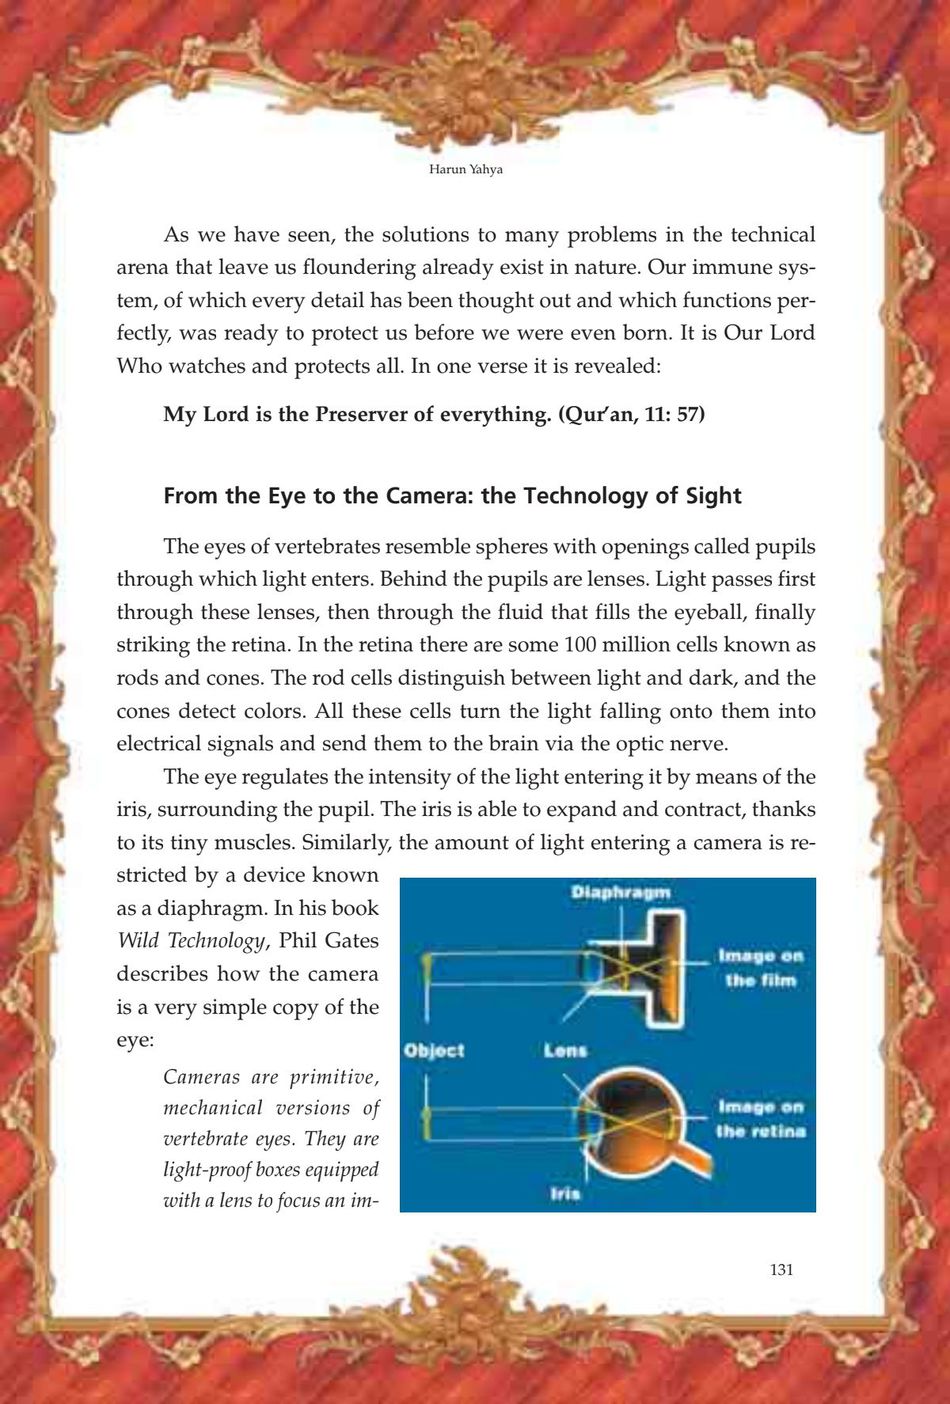 Harun Yahya
As we have seen, the solutions to many problems in the technical
arena that leave us floundering already exist in nature. Our immune sys-
tem, of which every detail has been thought out and which functions per-
fectly, was ready to protect us before we were even born. It is Our Lord
Who watches and protects all. In one verse it is revealed:
My Lord is the Preserver of everything. (Qur’an, 11: 57)
From the Eye to the Camera: the Technology of Sight
The eyes of vertebrates resemble spheres with openings called pupils
through which light enters. Behind the pupils are lenses. Light passes first
through these lenses, then through the fluid that fills the eyeball, finally
striking the retina. In the retina there are some 100 million cells known as
rods and cones. The rod cells distinguish between light and dark, and the
cones detect colors. All these cells turn the light falling onto them into
electrical signals and send them to the brain via the optic nerve.
The eye regulates the intensity of the light entering it by means of the
iris, surrounding the pupil. The iris is able to expand and contract, thanks
to its tiny muscles. Similarly, the amount of light entering a camera is re-
stricted by a device known
as a diaphragm. In his book
Wild Technology, Phil Gates
describes how the camera
is a very simple copy of the
eye:
Cameras are primitive,
mechanical versions of
vertebrate eyes. They are
light-proof boxes equipped
with a lens to focus an im-
Diaphragm
Image on
the film
Object
Lens
Image on
the retina
Iris
131